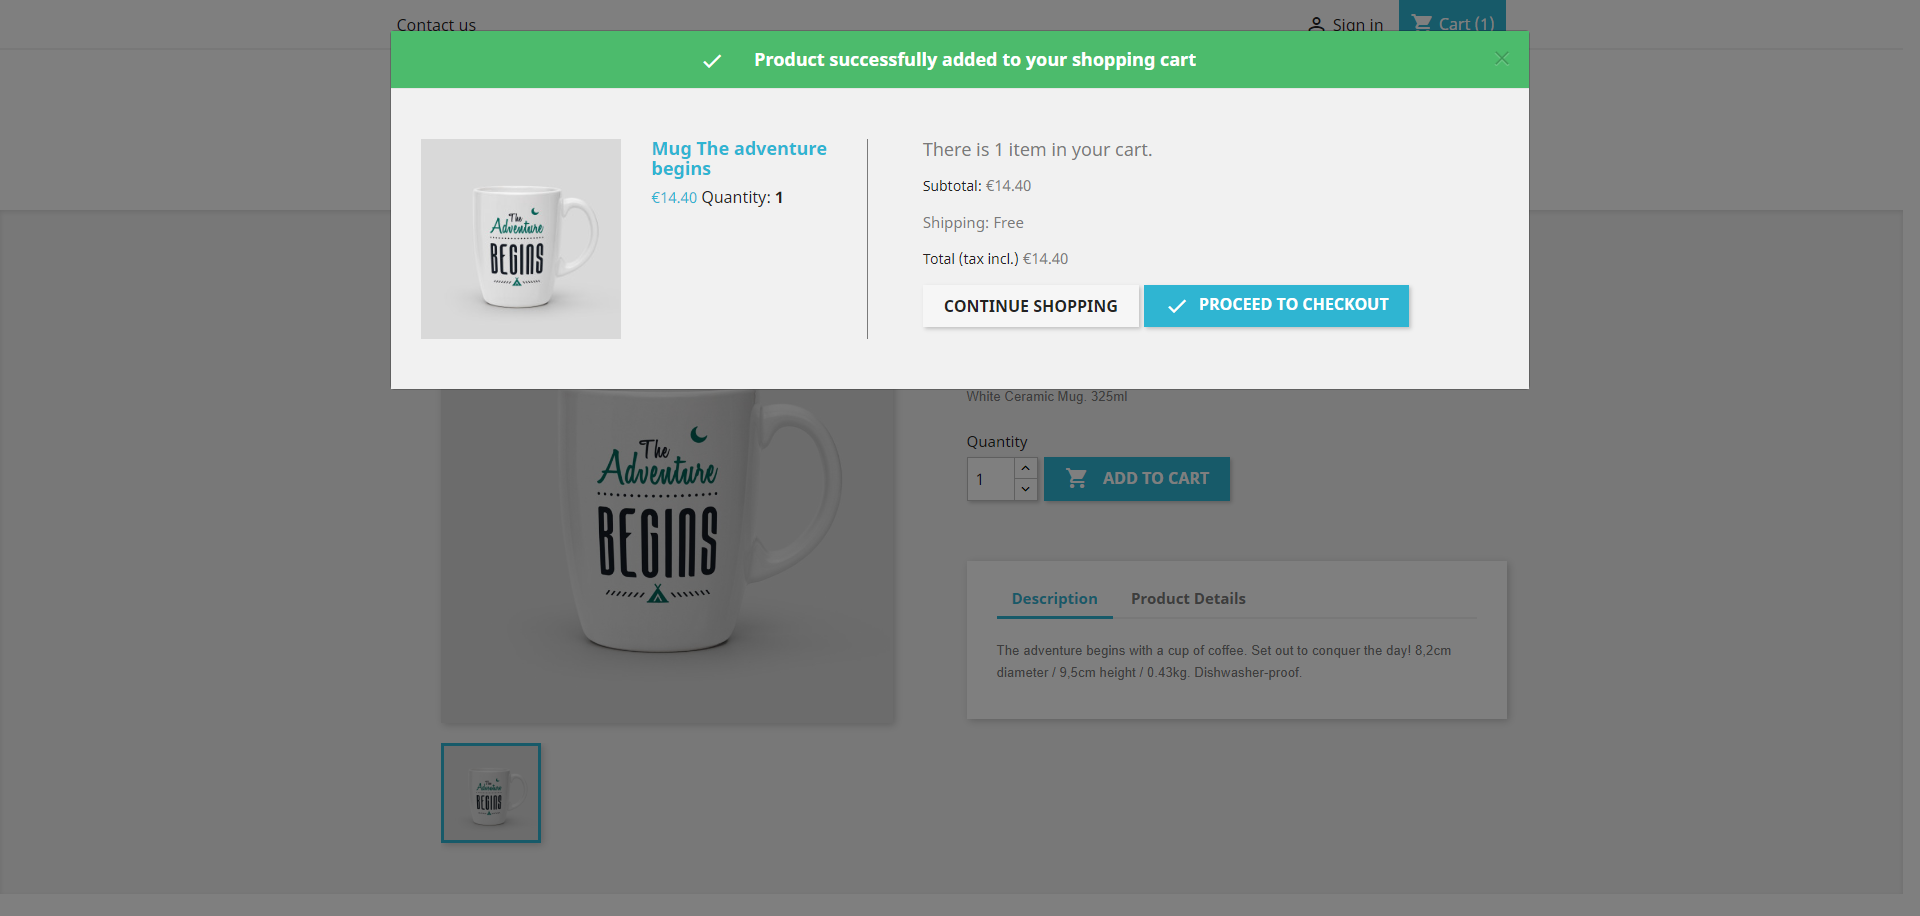 Contact us
Sign in
Cart (1)
Product successfully added to your shopping cart
The
Adventure
BEGINS
Mug The adventure
begins
€14.40 Quantity: 1
There is 1 item in your cart.
Subtotal: €14.40
Shipping: Free
Total (tax incl.) €14.40
CONTINUE SHOPPING
PROCEED TO CHECKOUT
The
Adventure
BEGINS
White Ceramic Mug. 325ml
Quantity
1
ADD TO CART
Description
Product Details
The adventure begins with a cup of coffee. Set out to conquer the day! 8,2cm
diameter / 9,5cm height / 0.43kg. Dishwasher-proof.
The
Adventure
BEGINS